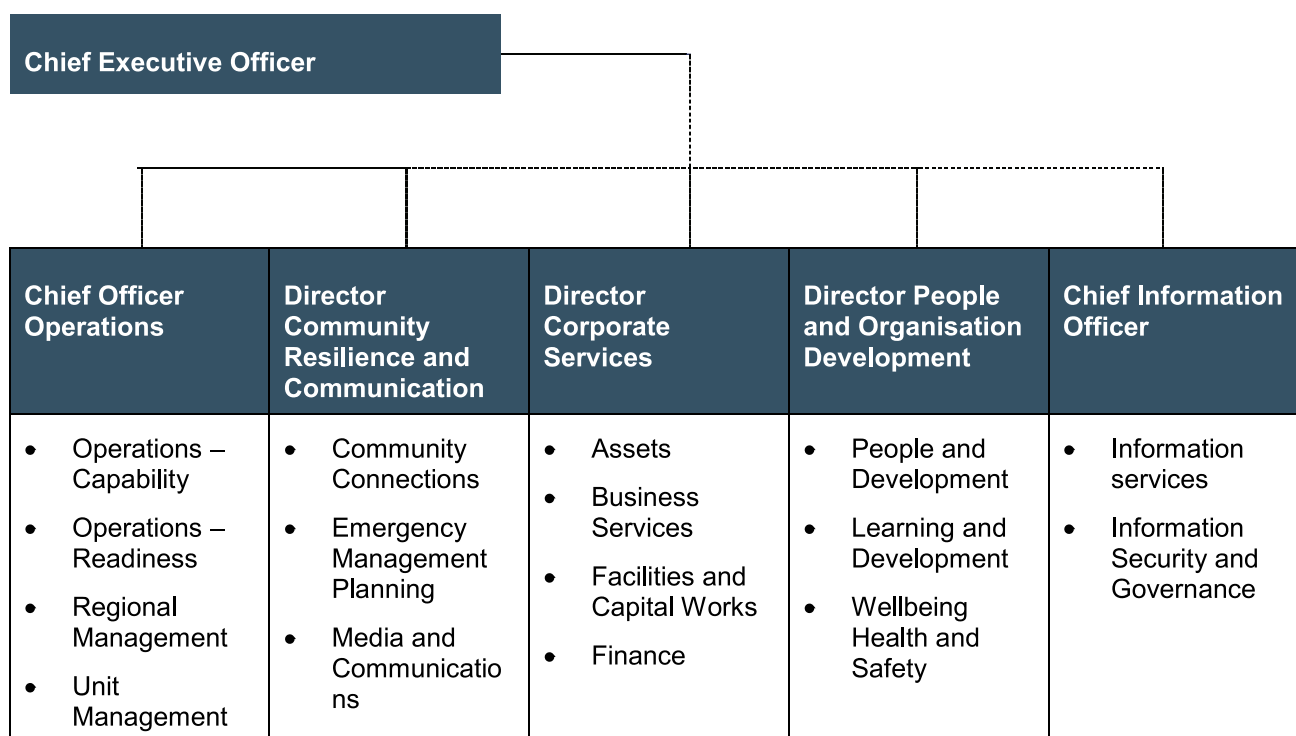 Chief Executive Officer
Chief Officer
Operations
Director
Community
Resilience and
Communication
Director
Corporate
Services
Director People
and Organisation
Development
Chief Information
Officer
• Operations –
Capability
• Operations –
Readiness
• Regional
Management
• Unit
Management
• Community
Connections
• Emergency
Management
Planning
• Media and
Communicatio
ns
• Assets
• Business
Services
• Facilities and
Capital Works
• Finance
• People and
Development
• Learning and
Development
• Wellbeing
Health and
Safety
• Information
services
• Information
Security and
Governance